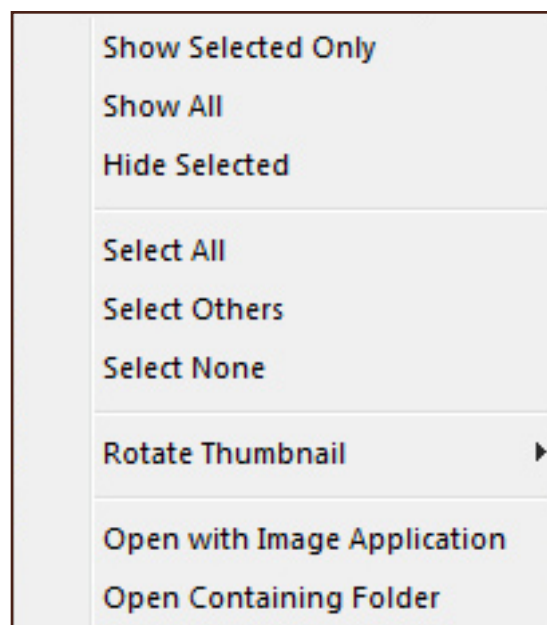 Show Selected Only
Show All
Hide Selected
Select All
Select Others
Select None
Rotate Thumbnail
Open with Image Application
Open Containing Folder